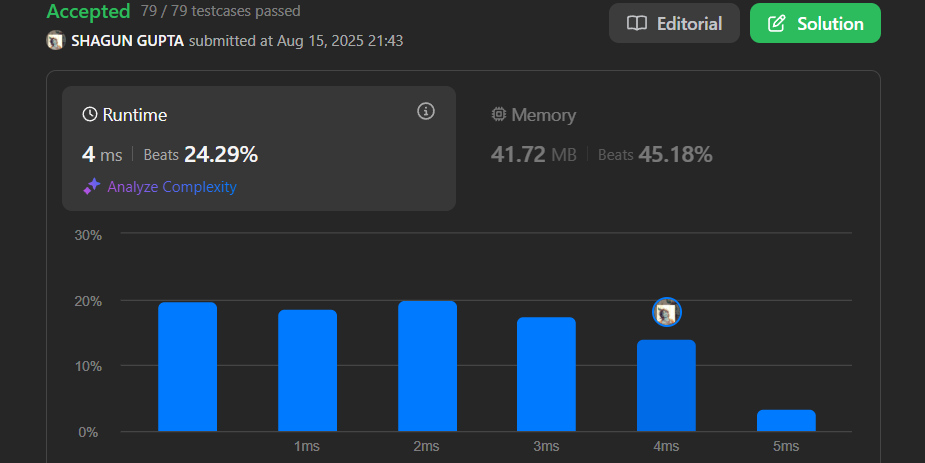 Accepted 79 / 79 testcases passed
SHAGUN GUPTA submitted at Aug 15, 2025 21:43
Editorial
Solution
Runtime
4 ms Beats 24.29%
Analyze Complexity
Memory
41.72 MB Beats 45.18%
30%
20%
10%
0%
1ms 2ms 3ms 4ms 5ms